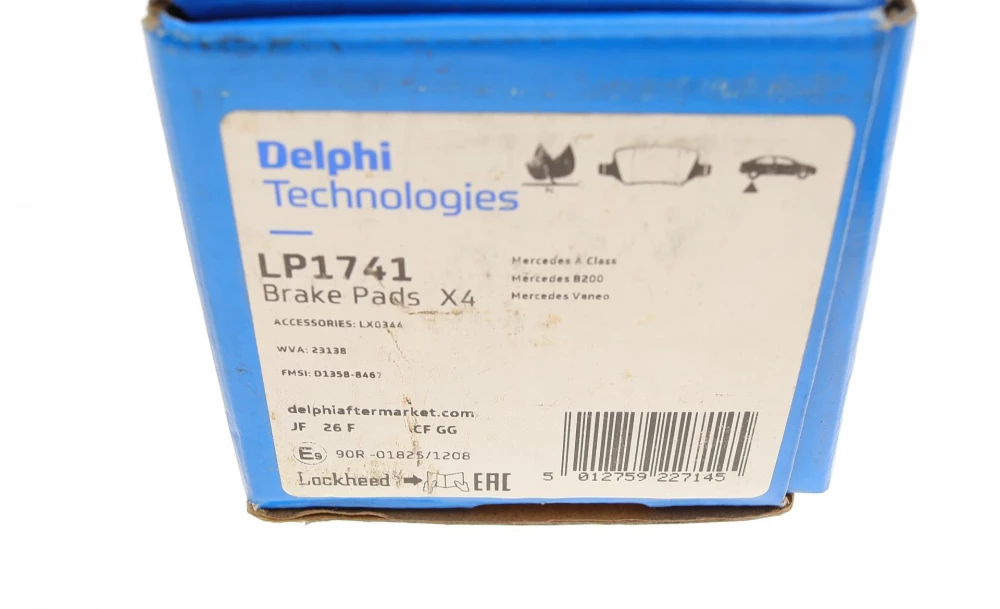 Delphi
Technologies
LP1741
Brake Pads X4
Mercedes A Class
Mercedes B200
Mercedes Vaneo
ACCESSORIES: LX0344
WVA: 23138
FMSI: D1358-8467
delphiaftermarket.com
JF 26 F CF GG
E9 90R-01825/1208
Lockheed EAC
5 012759 227145